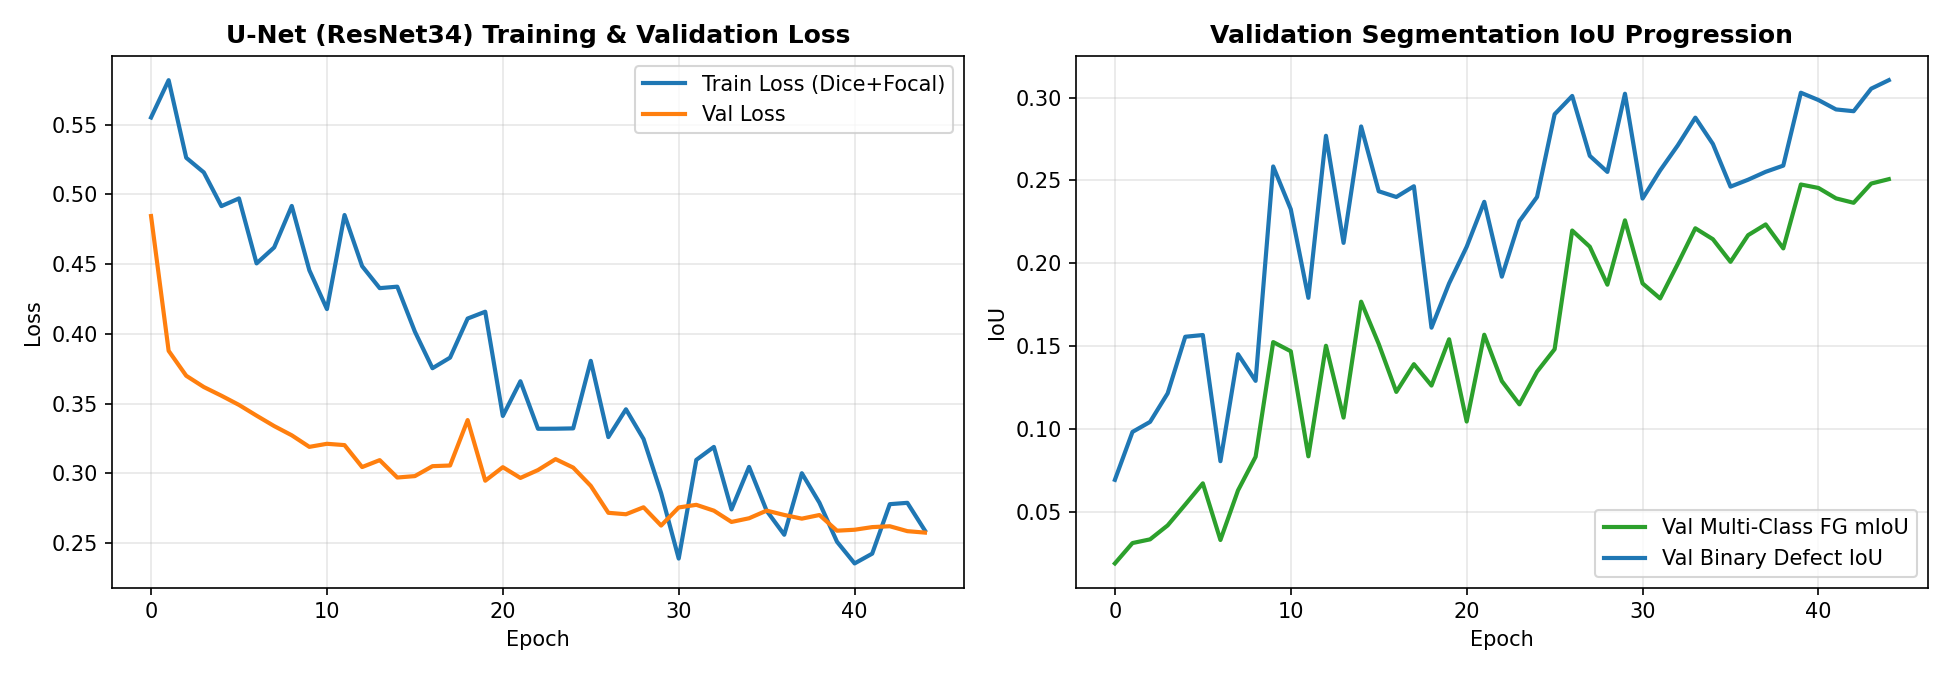 U-Net (ResNet34) Training & Validation Loss
Train Loss (Dice+Focal)
Val Loss
0.55
0.50
0.45
0.40
0.35
0.30
0.25
Loss
0 10 20 30 40
Epoch
Validation Segmentation IoU Progression
0.30
0.25
0.20
0.15
0.10
0.05
IoU
Val Multi-Class FG mIoU
Val Binary Defect IoU
0 10 20 30 40
Epoch